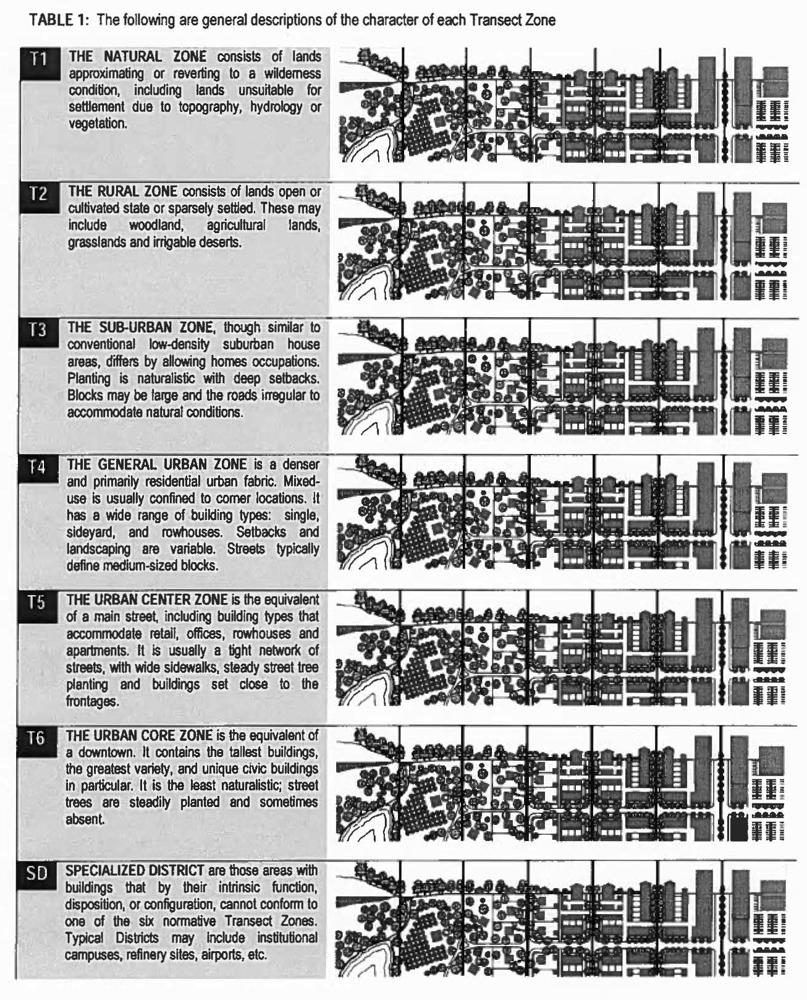 TABLE 1: The following are general descriptions of the character of each Transect Zone
T1
THE NATURAL ZONE consists of lands
approximating or reverting to a wilderness
condition, including lands unsuitable for
settlement due to topography, hydrology or
vegetation.
T2
THE RURAL ZONE consists of lands open or
cultivated state or sparsely settled. These may
include woodland, agricultural lands,
grasslands and irrigable deserts.
T3
THE SUB-URBAN ZONE, though similar to
conventional low-density suburban house
areas, differs by allowing homes occupations.
Planting is naturalistic with deep setbacks.
Blocks may be large and the roads irregular to
accommodate natural conditions.
T4
THE GENERAL URBAN ZONE is a denser
and primarily residential urban fabric. Mixed-
use is usually confined to corner locations. It
has a wide range of building types: single,
sideyard, and rowhouses. Setbacks and
landscaping are variable. Streets typically
define medium-sized blocks.
T5
THE URBAN CENTER ZONE is the equivalent
of a main street, including building types that
accommodate retail, offices, rowhouses and
apartments. It is usually a tight network of
streets, with wide sidewalks, steady street tree
planting and buildings set close to the
frontages.
T6
THE URBAN CORE ZONE is the equivalent of
a downtown. It contains the tallest buildings,
the greatest variety, and unique civic buildings
in particular. It is the least naturalistic; street
trees are steadily planted and sometimes
absent.
SD
SPECIALIZED DISTRICT are those areas with
buildings that by their intrinsic function,
disposition, or configuration, cannot conform to
one of the six normative Transect Zones.
Typical Districts may include institutional
campuses, refinery sites, airports, etc.